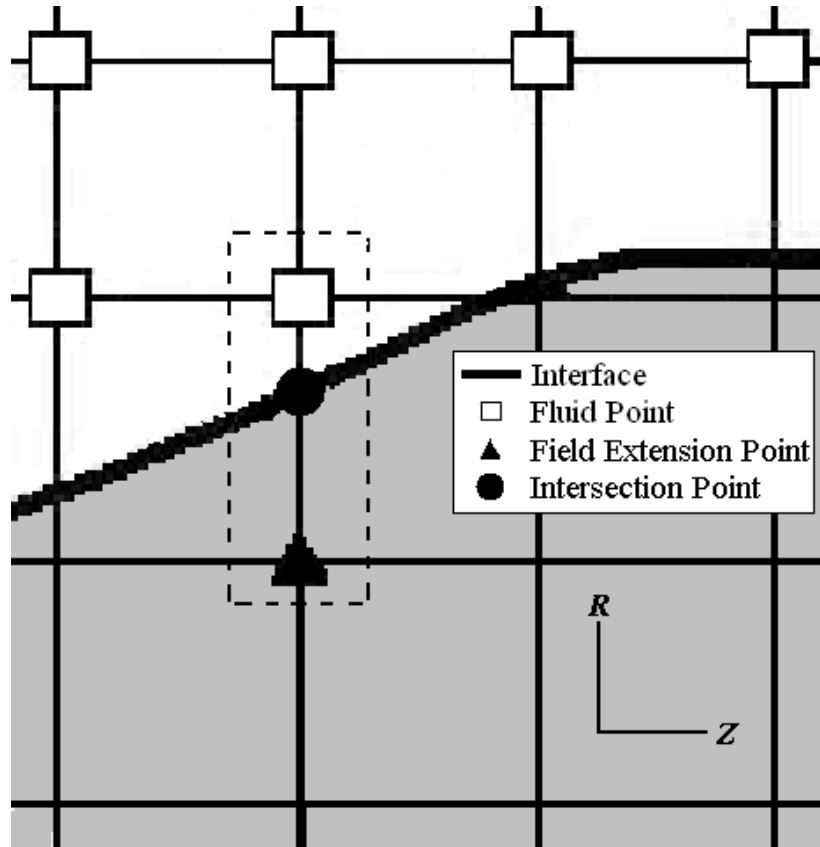 Interface
Fluid Point
Field Extension Point
Intersection Point
R
Z